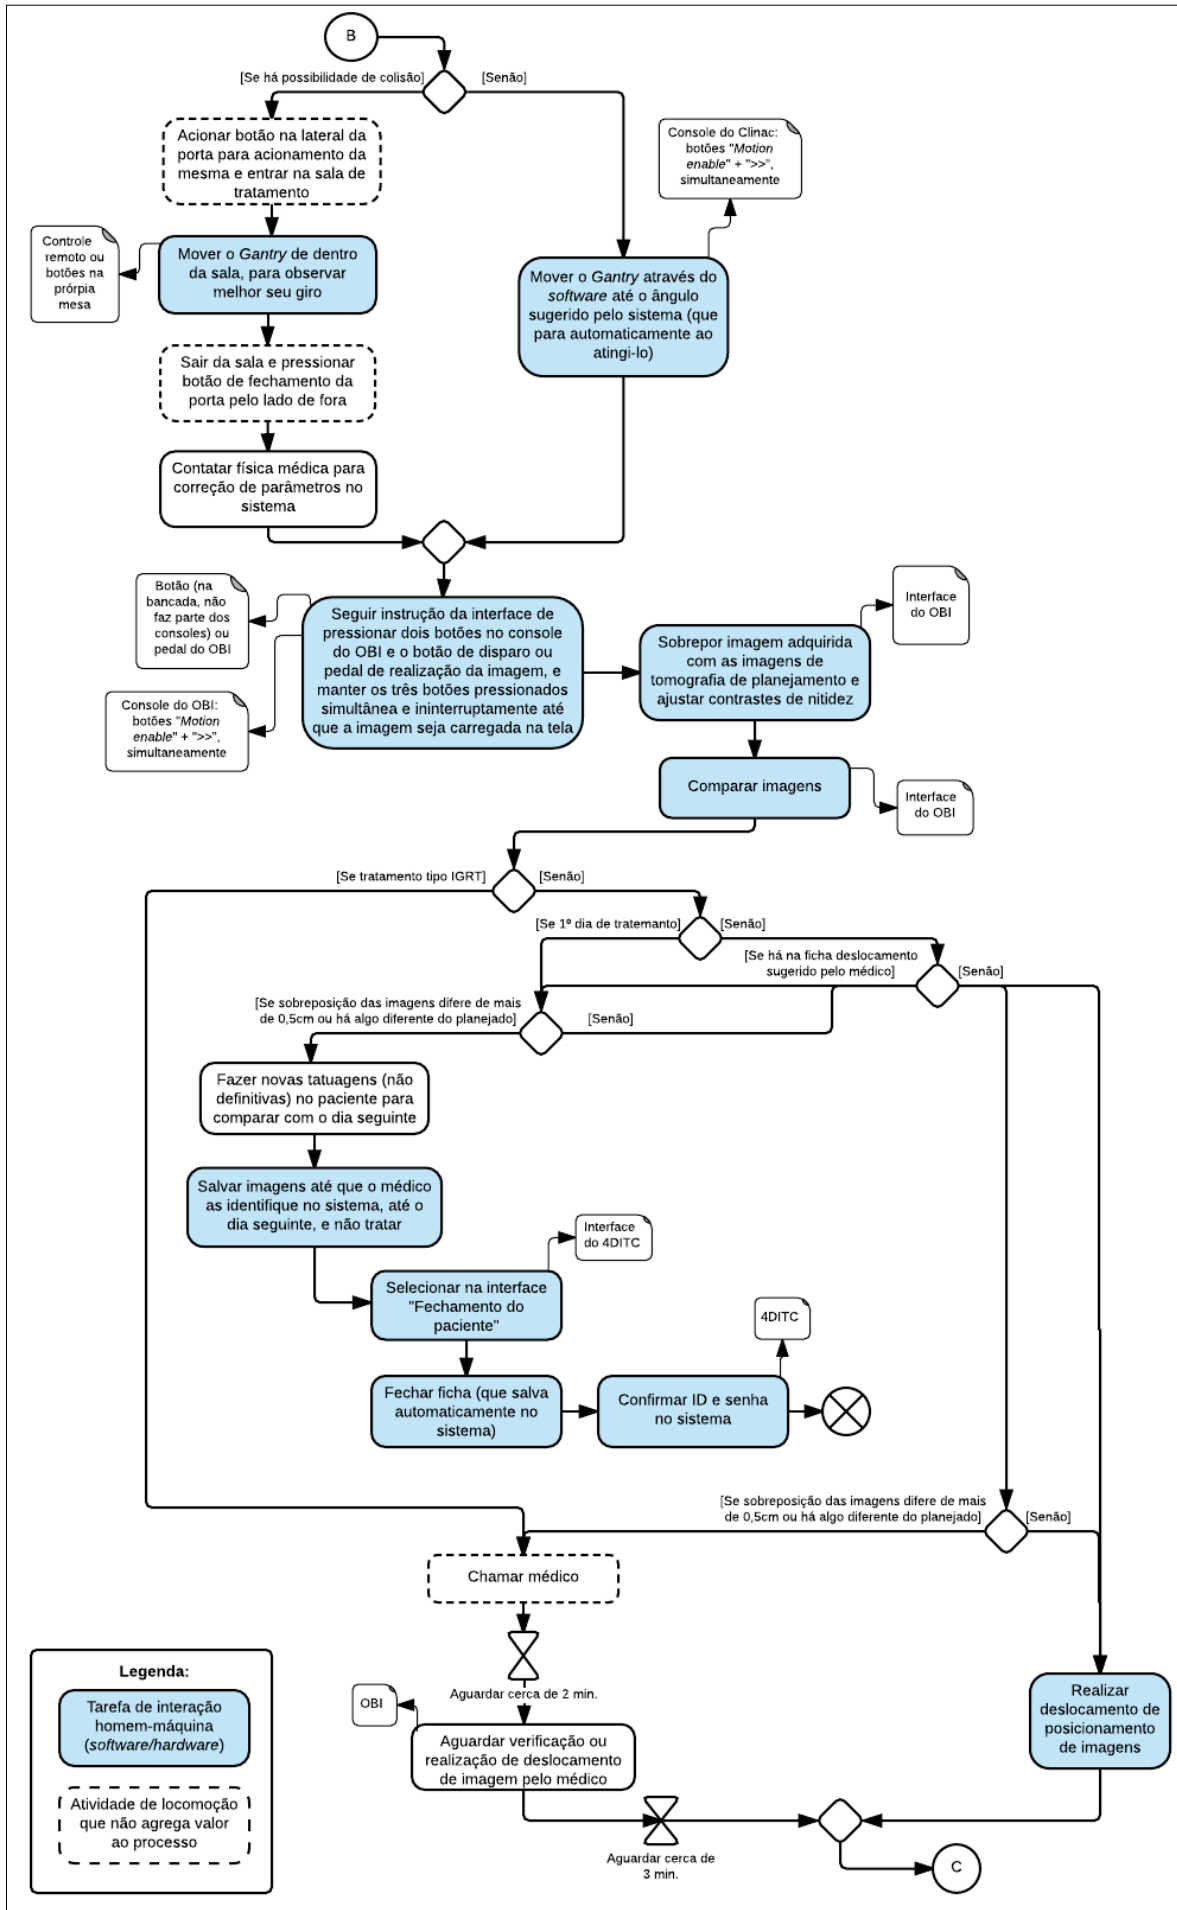 B
[Se há possibilidade de colisão]
[Senão]
Acionar botão na lateral da
porta para acionamento da
mesma e entrar na sala de
tratamento
Console do Clinac:
botões "Motion
enable" + ">>",
simultaneamente
Controle
remoto ou
botões na
prórpia
mesa
Mover o Gantry de dentro
da sala, para observar
melhor seu giro
Mover o Gantry através do
software até o ângulo
sugerido pelo sistema (que
para automaticamente ao
atingi-lo)
Sair da sala e pressionar
botão de fechamento da
porta pelo lado de fora
Contatar física médica para
correção de parâmetros no
sistema
Botão (na
bancada, não
faz parte dos
consoles) ou
pedal do OBI
Console do OBI:
botões "Motion
enable" + ">>",
simultaneamente
Seguir instrução da interface de
pressionar dois botões no console
do OBI e o botão de disparo ou
pedal de realização da imagem, e
manter os três botões pressionados
simultânea e ininterruptamente até
que a imagem seja carregada na tela
Interface
do OBI
Sobrepor imagem adquirida
com as imagens de
tomografia de planejamento e
ajustar contrastes de nitidez
Comparar imagens
Interface
do OBI
[Se tratamento tipo IGRT]
[Senão]
[Se 1º dia de tratemanto]
[Senão]
[Se há na ficha deslocamento
sugerido pelo médico]
[Senão]
[Se sobreposição das imagens difere de mais
de 0,5cm ou há algo diferente do planejado]
[Senão]
Fazer novas tatuagens (não
definitivas) no paciente para
comparar com o dia seguinte
Salvar imagens até que o médico
as identifique no sistema, até o
dia seguinte, e não tratar
Interface
do 4DITC
Selecionar na interface
"Fechamento do
paciente"
4DITC
Fechar ficha (que salva
automaticamente no
sistema)
Confirmar ID e senha
no sistema
[Se sobreposição das imagens difere de mais
de 0,5cm ou há algo diferente do planejado]
[Senão]
Chamar médico
Aguardar cerca de 2 min.
OBI
Aguardar verificação ou
realização de deslocamento
de imagem pelo médico
Realizar
deslocamento de
posicionamento
de imagens
Aguardar cerca de
3 min.
C
Legenda:
Tarefa de interação
homem-máquina
(software/hardware)
Atividade de locomoção
que não agrega valor
ao processo